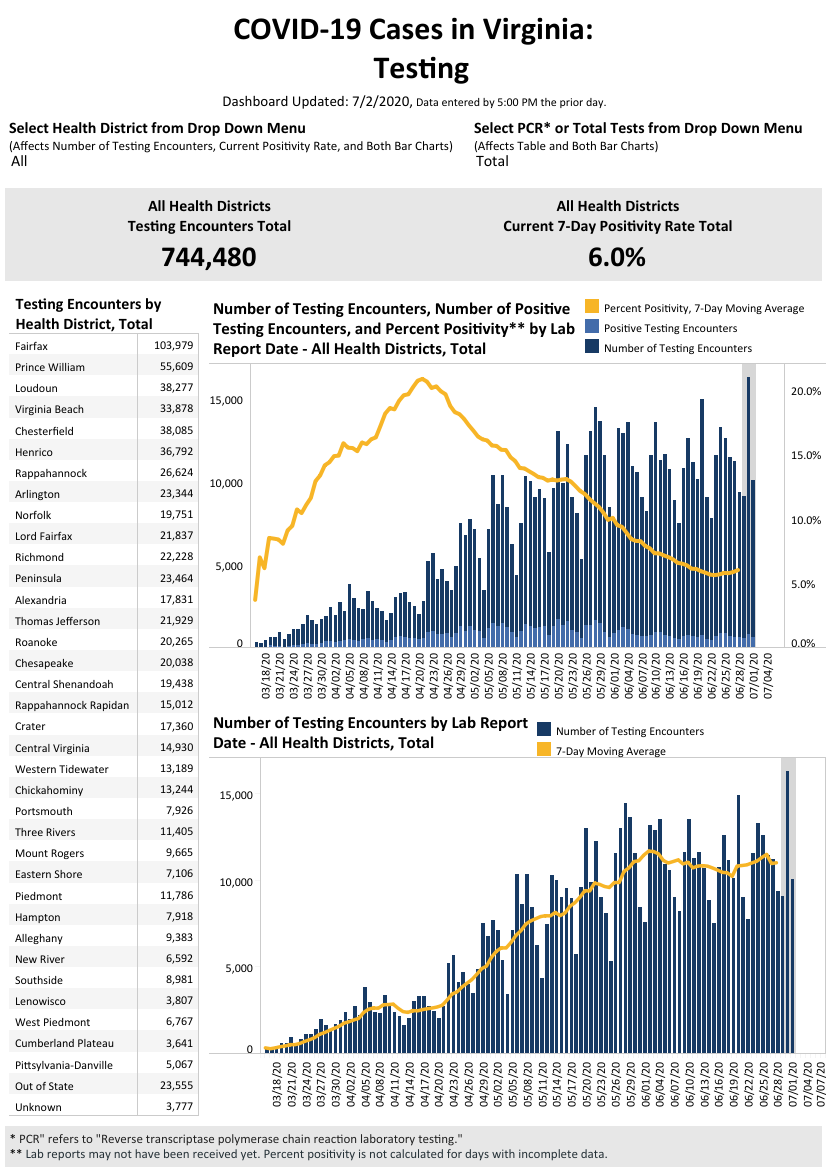 COVID-19 Cases in Virginia:
Testing
Dashboard Updated: 7/2/2020, Data entered by 5:00 PM the prior day.
Select Health District from Drop Down Menu
(Affects Number of Testing Encounters, Current Positivity Rate, and Both Bar Charts)
All
Select PCR* or Total Tests from Drop Down Menu
(Affects Table and Both Bar Charts)
Total
All Health Districts
Testing Encounters Total
744,480
All Health Districts
Current 7-Day Positivity Rate Total
6.0%
Testing Encounters by
Health District, Total
Fairfax 103,979
Prince William 55,609
Loudoun 38,277
Virginia Beach 33,878
Chesterfield 38,085
Henrico 36,792
Rappahannock 26,624
Arlington 23,344
Norfolk 19,751
Lord Fairfax 21,837
Richmond 22,228
Peninsula 23,464
Alexandria 17,831
Thomas Jefferson 21,929
Roanoke 20,265
Chesapeake 20,038
Central Shenandoah 19,438
Rappahannock Rapidan 15,012
Crater 17,360
Central Virginia 14,930
Western Tidewater 13,189
Chickahominy 13,244
Portsmouth 7,926
Three Rivers 11,405
Mount Rogers 9,665
Eastern Shore 7,106
Piedmont 11,786
Hampton 7,918
Alleghany 9,383
New River 6,592
Southside 8,981
Lenowisco 3,807
West Piedmont 6,767
Cumberland Plateau 3,641
Pittsylvania-Danville 5,067
Out of State 23,555
Unknown 3,777
Number of Testing Encounters, Number of Positive
Testing Encounters, and Percent Positivity** by Lab
Report Date - All Health Districts, Total
Percent Positivity, 7-Day Moving Average
Positive Testing Encounters
Number of Testing Encounters
15,000
10,000
5,000
0
20.0%
15.0%
10.0%
5.0%
0.0%
03/18/20
03/21/20
03/24/20
03/27/20
03/30/20
04/02/20
04/05/20
04/08/20
04/11/20
04/14/20
04/17/20
04/20/20
04/23/20
04/26/20
04/29/20
05/02/20
05/05/20
05/08/20
05/11/20
05/14/20
05/17/20
05/20/20
05/23/20
05/26/20
05/29/20
06/01/20
06/04/20
06/07/20
06/10/20
06/13/20
06/16/20
06/19/20
06/22/20
06/25/20
06/28/20
07/01/20
07/04/20
Number of Testing Encounters by Lab Report
Date - All Health Districts, Total
Number of Testing Encounters
7-Day Moving Average
15,000
10,000
5,000
0
03/18/20
03/21/20
03/24/20
03/27/20
03/30/20
04/02/20
04/05/20
04/08/20
04/11/20
04/14/20
04/17/20
04/20/20
04/23/20
04/26/20
04/29/20
05/02/20
05/05/20
05/08/20
05/11/20
05/14/20
05/17/20
05/20/20
05/23/20
05/26/20
05/29/20
06/01/20
06/04/20
06/07/20
06/10/20
06/13/20
06/16/20
06/19/20
06/22/20
06/25/20
06/28/20
07/01/20
07/04/20
07/07/20
* PCR" refers to "Reverse transcriptase polymerase chain reaction laboratory testing."
** Lab reports may not have been received yet. Percent positivity is not calculated for days with incomplete data.